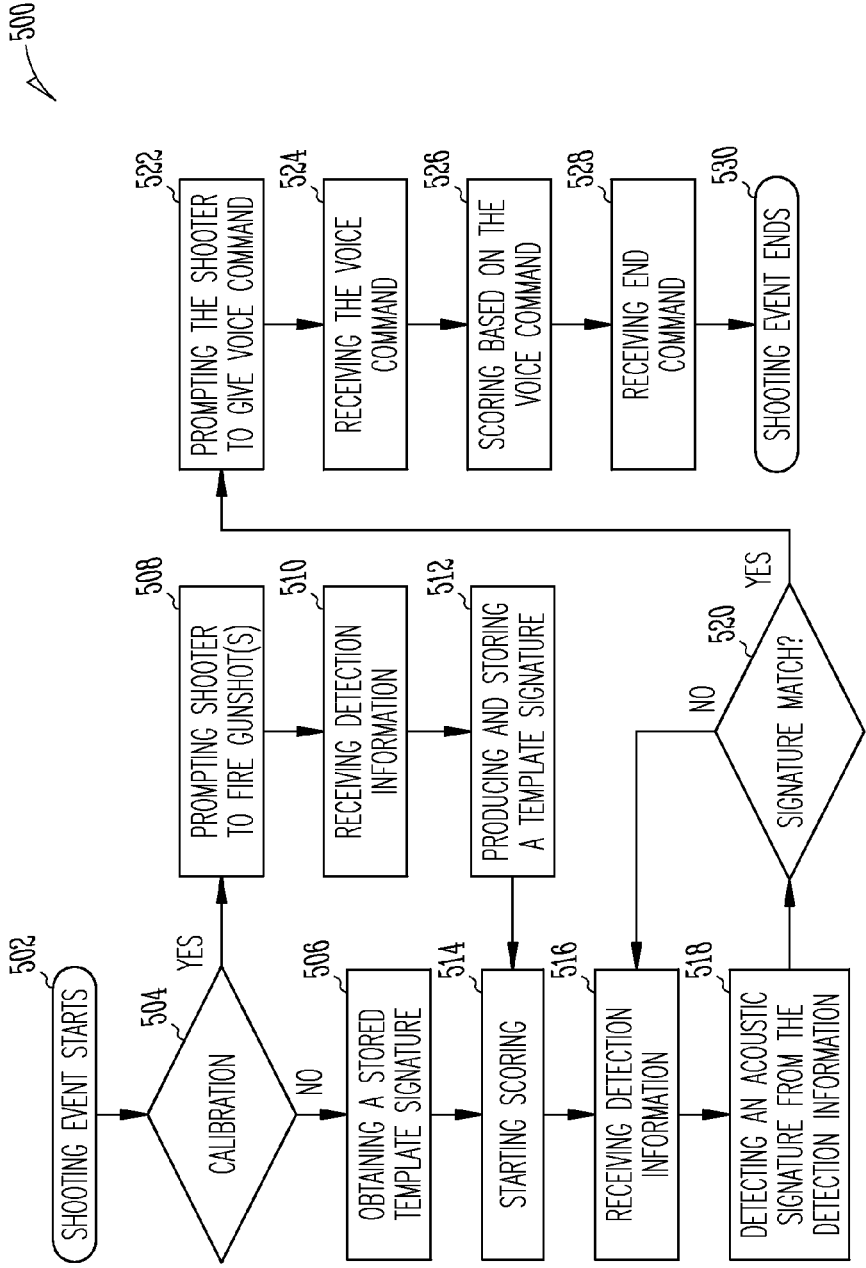 500
502
SHOOTING EVENT STARTS
504
CALIBRATION
YES
NO
506
OBTAINING A STORED
TEMPLATE SIGNATURE
508
PROMPTING SHOOTER
TO FIRE GUNSHOT(S)
510
RECEIVING DETECTION
INFORMATION
512
PRODUCING AND STORING
A TEMPLATE SIGNATURE
514
STARTING SCORING
516
RECEIVING DETECTION
INFORMATION
518
DETECTING AN ACOUSTIC
SIGNATURE FROM THE
DETECTION INFORMATION
520
SIGNATURE MATCH?
NO
YES
522
PROMPTING THE SHOOTER
TO GIVE VOICE COMMAND
524
RECEIVING THE VOICE
COMMAND
526
SCORING BASED ON THE
VOICE COMMAND
528
RECEIVING END
COMMAND
530
SHOOTING EVENT ENDS